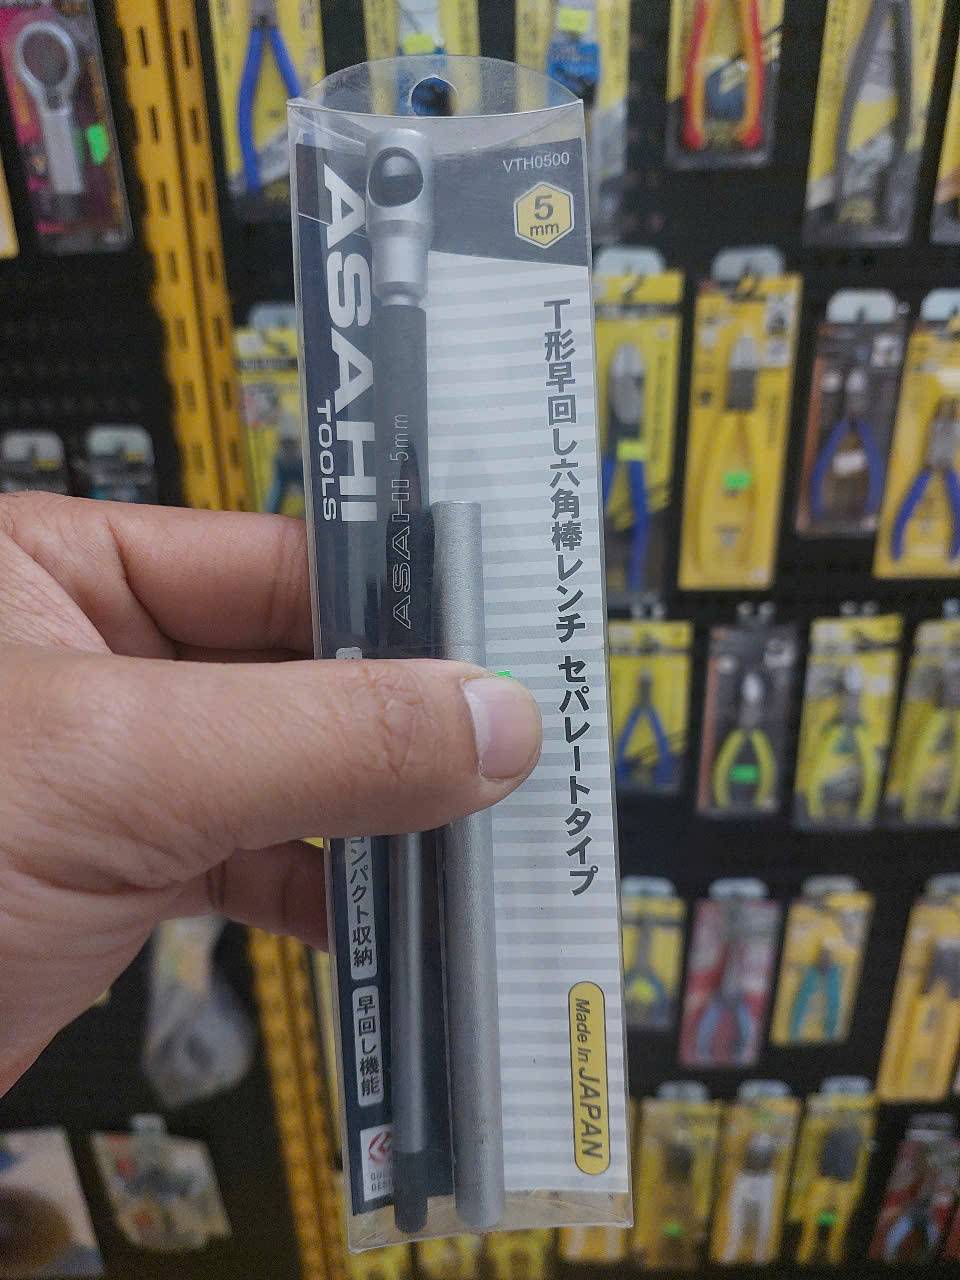 VTH0500
5
mm
ASAHI
TOOLS
ASAHI 5mm
T形早回し六角棒レンチ セパレートタイプ
コンパクト収納
早回し機能
Made in JAPAN